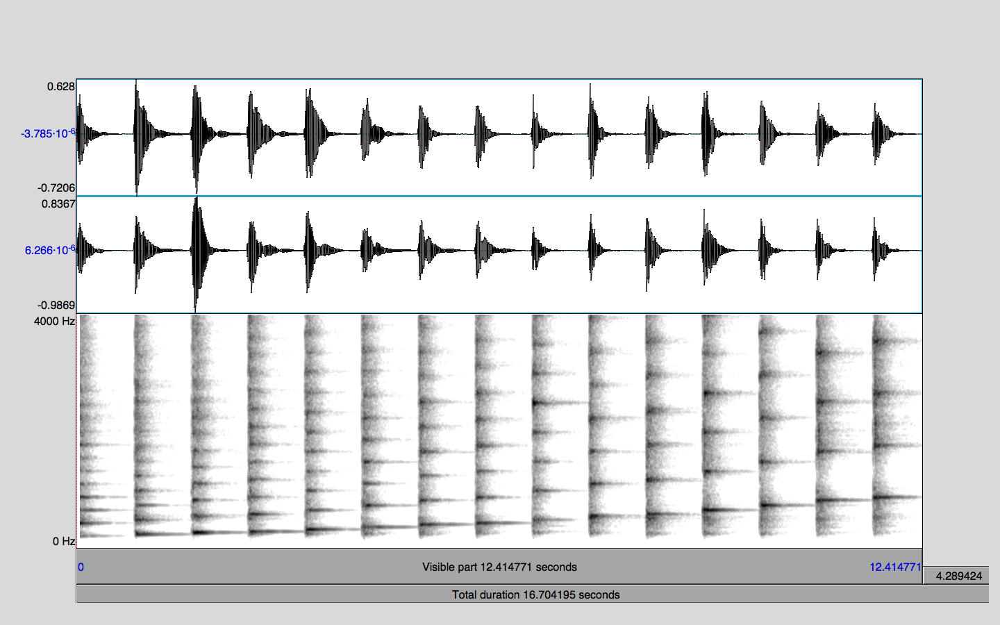 0.628
-3.785·10⁻⁶
-0.7206
0.8367
6.266·10⁻⁶
-0.9869
4000 Hz
0 Hz
0 Visible part 12.414771 seconds 12.414771
4.289424
Total duration 16.704195 seconds